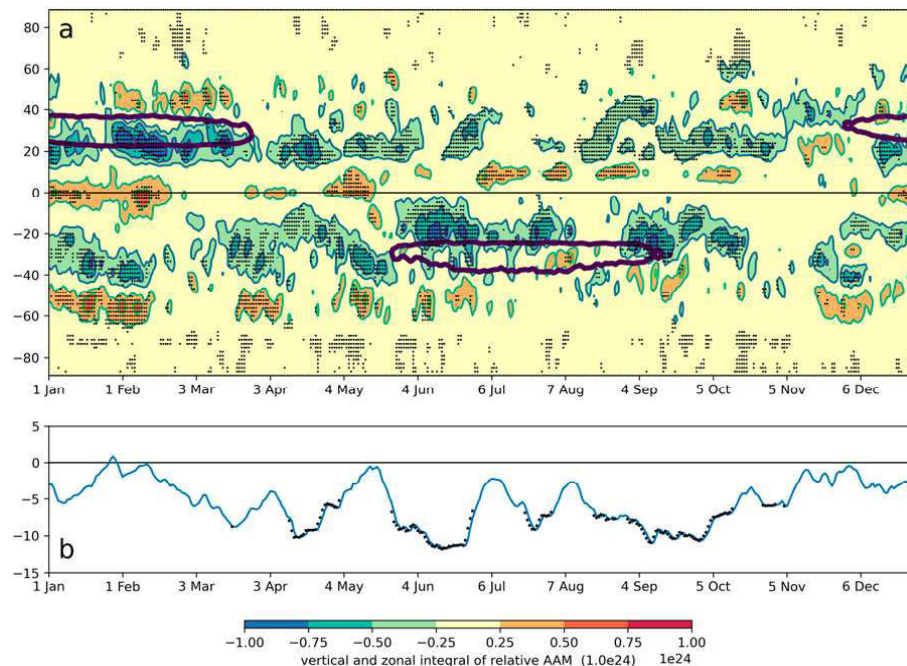 a
80
60
40
20
0
−20
−40
−60
−80
1 Jan 1 Feb 3 Mar 3 Apr 4 May 4 Jun 6 Jul 7 Aug 4 Sep 5 Oct 5 Nov 6 Dec
5
0
−5
−10
−15
b
1 Jan 1 Feb 3 Mar 3 Apr 4 May 4 Jun 6 Jul 7 Aug 4 Sep 5 Oct 5 Nov 6 Dec
−1.00 −0.75 −0.50 −0.25 0.25 0.50 0.75 1.00
vertical and zonal integral of relative AAM (1.0e24) 1e24